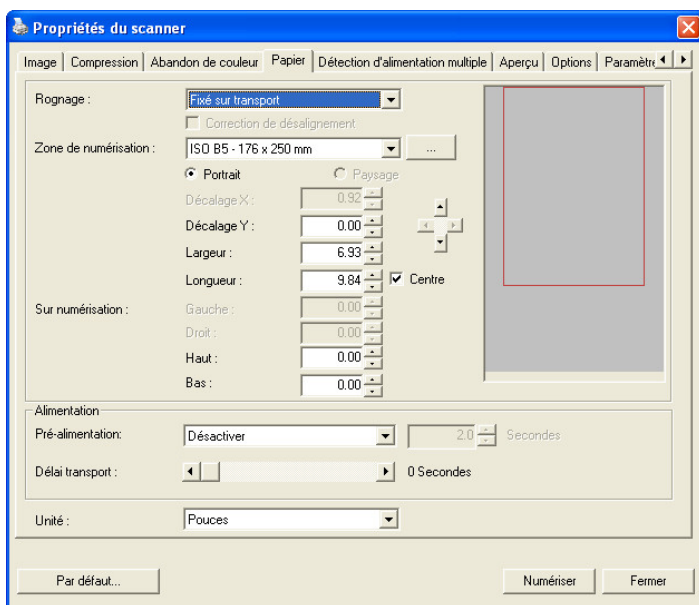 Propriétés du scanner
Image Compression Abandon de couleur Papier Détection d'alimentation multiple Aperçu Options
Rognage : Fixé sur transport
Correction de désalignement
Zone de numérisation : ISO B5 - 176 x 250 mm ...
Portrait Paysage
Décalage X : 0.92
Décalage Y : 0.00
Largeur : 6.93
Longueur : 9.84 Centre
Sur numérisation : Gauche : 0.00
Droit : 0.00
Haut : 0.00
Bas : 0.00
Alimentation
Pré-alimentation: Désactiver 2.0 Secondes
Délai transport : 0 Secondes
Unité : Pouces
Par défaut... Numériser Fermer